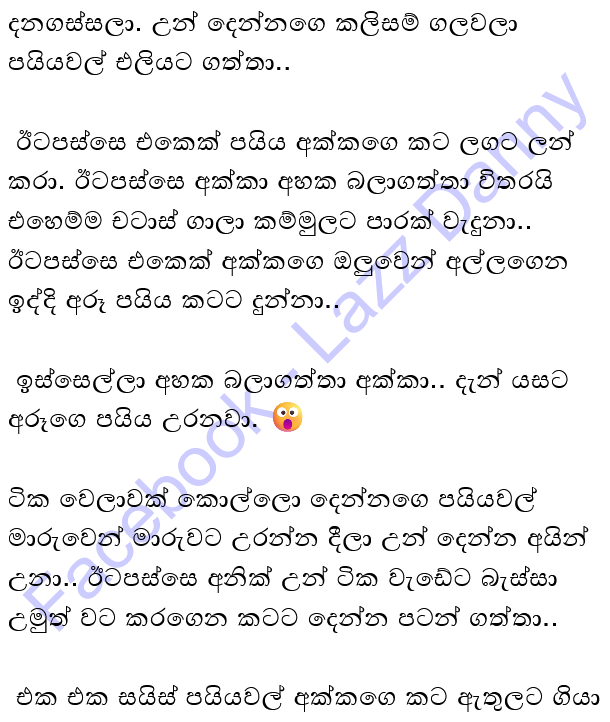 දනගස්සලා. උන් දෙන්නගෙ කලිසම් ගලවලා
පයියවල් එලියට ගත්තා..
ඊටපස්සෙ එකෙක් පයිය අක්කගෙ කට ලගට ලන්
කරා. ඊටපස්සෙ අක්කා අහක බලාගත්තා විතරයි
එහෙම්ම චටාස් ගාලා කම්මුලට පාරක් වැදුනා..
ඊටපස්සෙ එකෙක් අක්කගෙ ඔලුවෙන් අල්ලගෙන
ඉද්දි අරූ පයිය කටට දුන්නා..
ඉස්සෙල්ලා අහක බලාගත්තා අක්කා.. දැන් යසට
අරූගෙ පයිය උරනවා. 😲
ටික වෙලාවක් කොල්ලො දෙන්නගෙ පයියවල්
මාරුවෙන් මාරුවට උරන්න දීලා උන් දෙන්න අයින්
උනා.. ඊටපස්සෙ අනික් උන් ටික වැඩේට බැස්සා
උමුත් වට කරගෙන කටට දෙන්න පටන් ගත්තා..
එක එක සයිස් පයියවල් අක්කගෙ කට ඇතුලට ගියා
Facebook - Lazz Danny